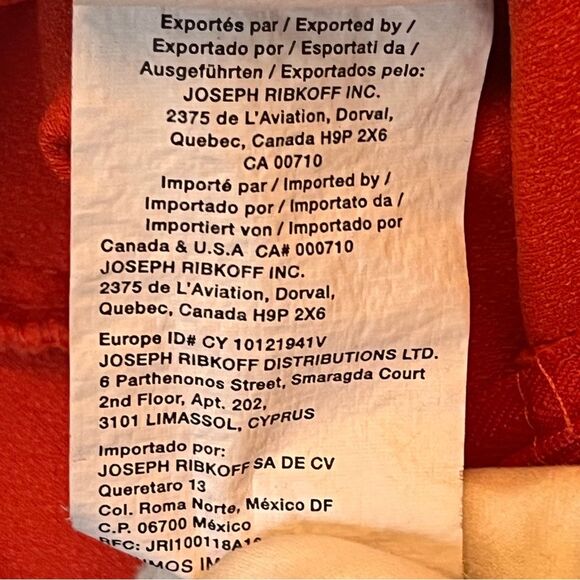 Exportés par / Exported by /
Exportado por / Esportati da /
Ausgeführten / Exportados pelo:
JOSEPH RIBKOFF INC.
2375 de L'Aviation, Dorval,
Quebec, Canada H9P 2X6
CA 00710
Importé par / Imported by /
Importado por / Importato da /
Importiert von / Importado por
Canada & U.S.A CA# 000710
JOSEPH RIBKOFF INC.
2375 de L'Aviation, Dorval,
Quebec, Canada H9P 2X6
Europe ID# CY 10121941V
JOSEPH RIBKOFF DISTRIBUTIONS LTD.
6 Parthenonos Street, Smaragda Court
2nd Floor, Apt. 202,
3101 LIMASSOL, CYPRUS
Importado por:
JOSEPH RIBKOFF SA DE CV
Queretaro 13
Col. Roma Norte, México DF
C.P. 06700 México
RFC: